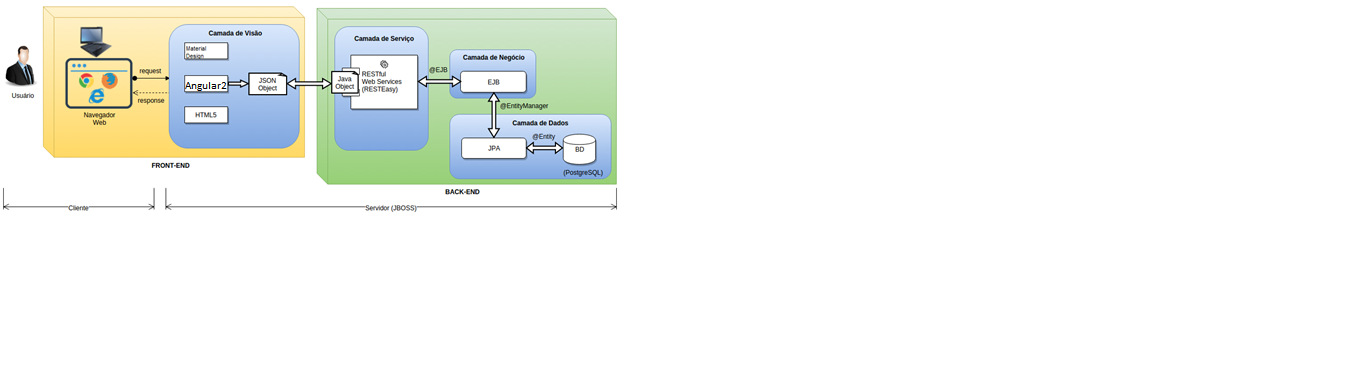 Usuário
Navegador
Web
request
response
Camada de Visão
Material
Design
Angular2
HTML5
JSON
Object
FRONT-END
Camada de Serviço
Java
Object
RESTful
Web Services
(RESTEasy)
@EJB
Camada de Negócio
EJB
@EntityManager
Camada de Dados
JPA
@Entity
BD
(PostgreSQL)
BACK-END
Cliente
Servidor (JBOSS)